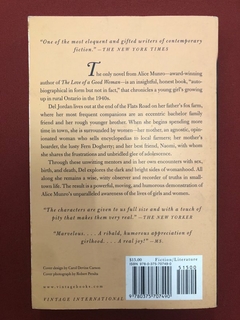 "One of the most eloquent and gifted writers of contemporary
fiction." —THE NEW YORK TIMES
The only novel from Alice Munro—award-winning
author of The Love of a Good Woman—is an insightful, honest book, "auto-
biographical in form but not in fact," that chronicles a young girl's growing up
in rural Ontario in the 1940s.
Del Jordan lives out at the end of the Flats Road on her father's fox farm,
where her most frequent companions are an eccentric bachelor family
friend and her rough younger brother. When she begins spending more
time in town, she is surrounded by women—her mother, an agnostic, opin-
ionated woman who sells encyclopedias to local farmers; her mother's
boarder, the lusty Fern Dogherty; and her best friend, Naomi, with whom
she shares the frustrations and unbridled glee of adolescence.
Through these unwitting mentors and in her own encounters with sex,
birth, and death, Del explores the dark and bright sides of womanhood. All
along she remains a wise, witty observer and recorder of truths in small-
town life. The result is a powerful, moving, and humorous demonstration of
Alice Munro's unparalleled awareness of the lives of girls and women.
"The characters are given to us full size and with a touch of
pity that makes them very real." —THE NEW YORKER
"Marvelous. . . . A ribald, humorous appreciation of
girlhood. . . . A real joy!" —MS.
Cover design by Carol Devine Carson
www.vintagebooks.com
VINTAGE INTERNATIONAL
Fiction/Literature
9 780375 707490